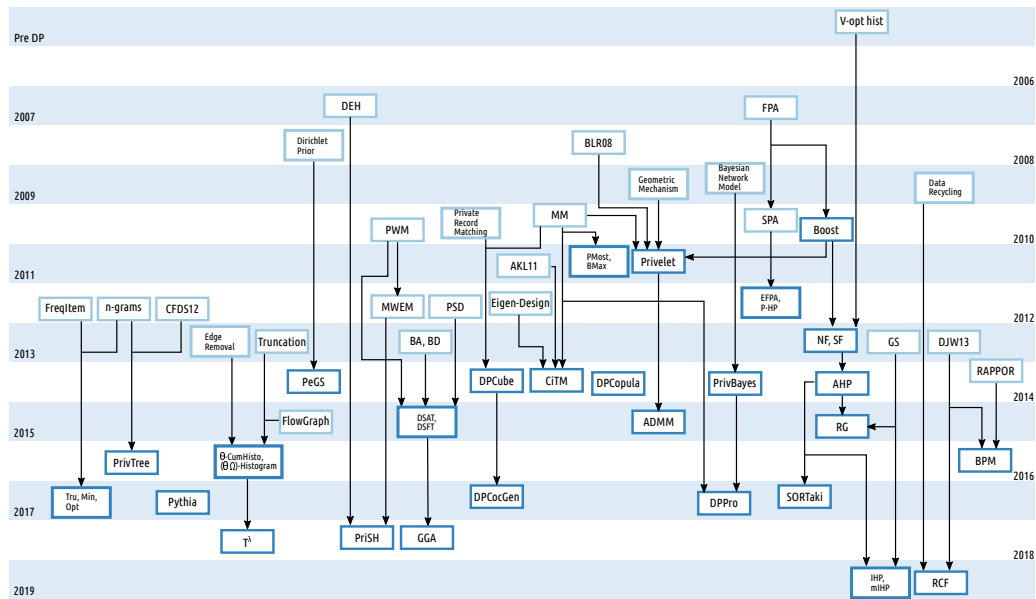 V-opt hist
Pre DP
2006
DEH
FPA
2007
Dirichlet
Prior
BLR08
2008
Geometric
Mechanism
Bayesian
Network
Model
Data
Recycling
2009
PWM
Private
Record
Matching
MM
SPA
Boost
2010
AKL11
PMost,
BMax
Privelet
2011
FreqItem
n-grams
CFDS12
MWEM
PSD
Eigen-Design
EFPA,
P-HP
2012
Edge
Removal
Truncation
BA, BD
NF, SF
GS
DJW13
2013
PeGS
DPCube
CiTM
DPCopula
PrivBayes
AHP
RAPPOR
2014
FlowGraph
DSAT,
DSFT
ADMM
RG
2015
PrivTree
θ-CumHisto,
(θ,Ω)-Histogram
BPM
2016
Tru, Min,
Opt
Pythia
DPCocGen
DPPro
SORTaki
2017
Tλ
PriSH
GGA
2018
IHP,
mIHP
RCF
2019